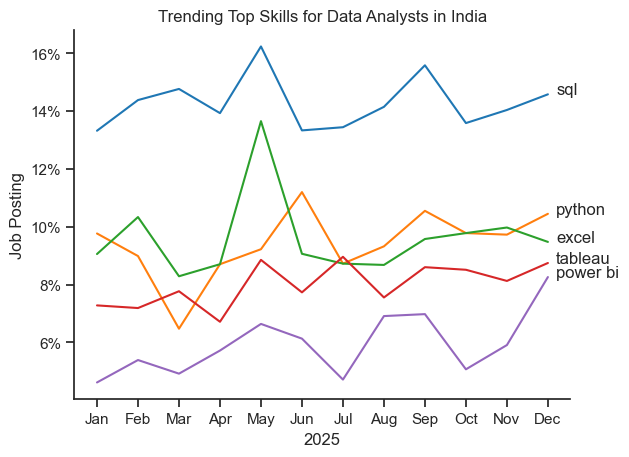 Trending Top Skills for Data Analysts in India
Job Posting
16%
14%
12%
10%
8%
6%
sql
python
excel
tableau
power bi
Jan Feb Mar Apr May Jun Jul Aug Sep Oct Nov Dec
2025